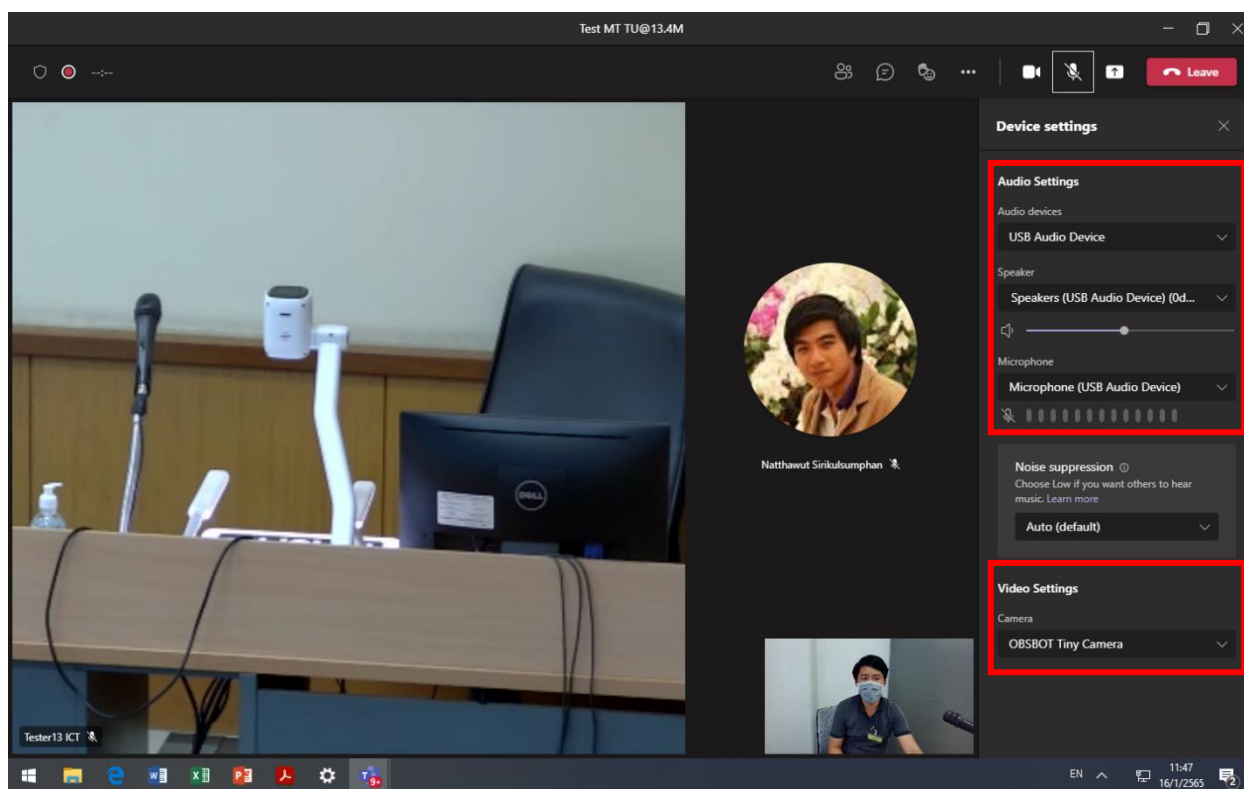 Test MT TU@13.4M
--:--
Leave
Device settings
Audio Settings
Audio devices
USB Audio Device
Speaker
Speakers (USB Audio Device) (0d...
Microphone
Microphone (USB Audio Device)
Noise suppression
Choose Low if you want others to hear
music. Learn more
Auto (default)
Video Settings
Camera
OBSBOT Tiny Camera
DELL
Natthawut Sirikulsumphan
Tester13 ICT
9+
EN
11:47
16/1/2565
2